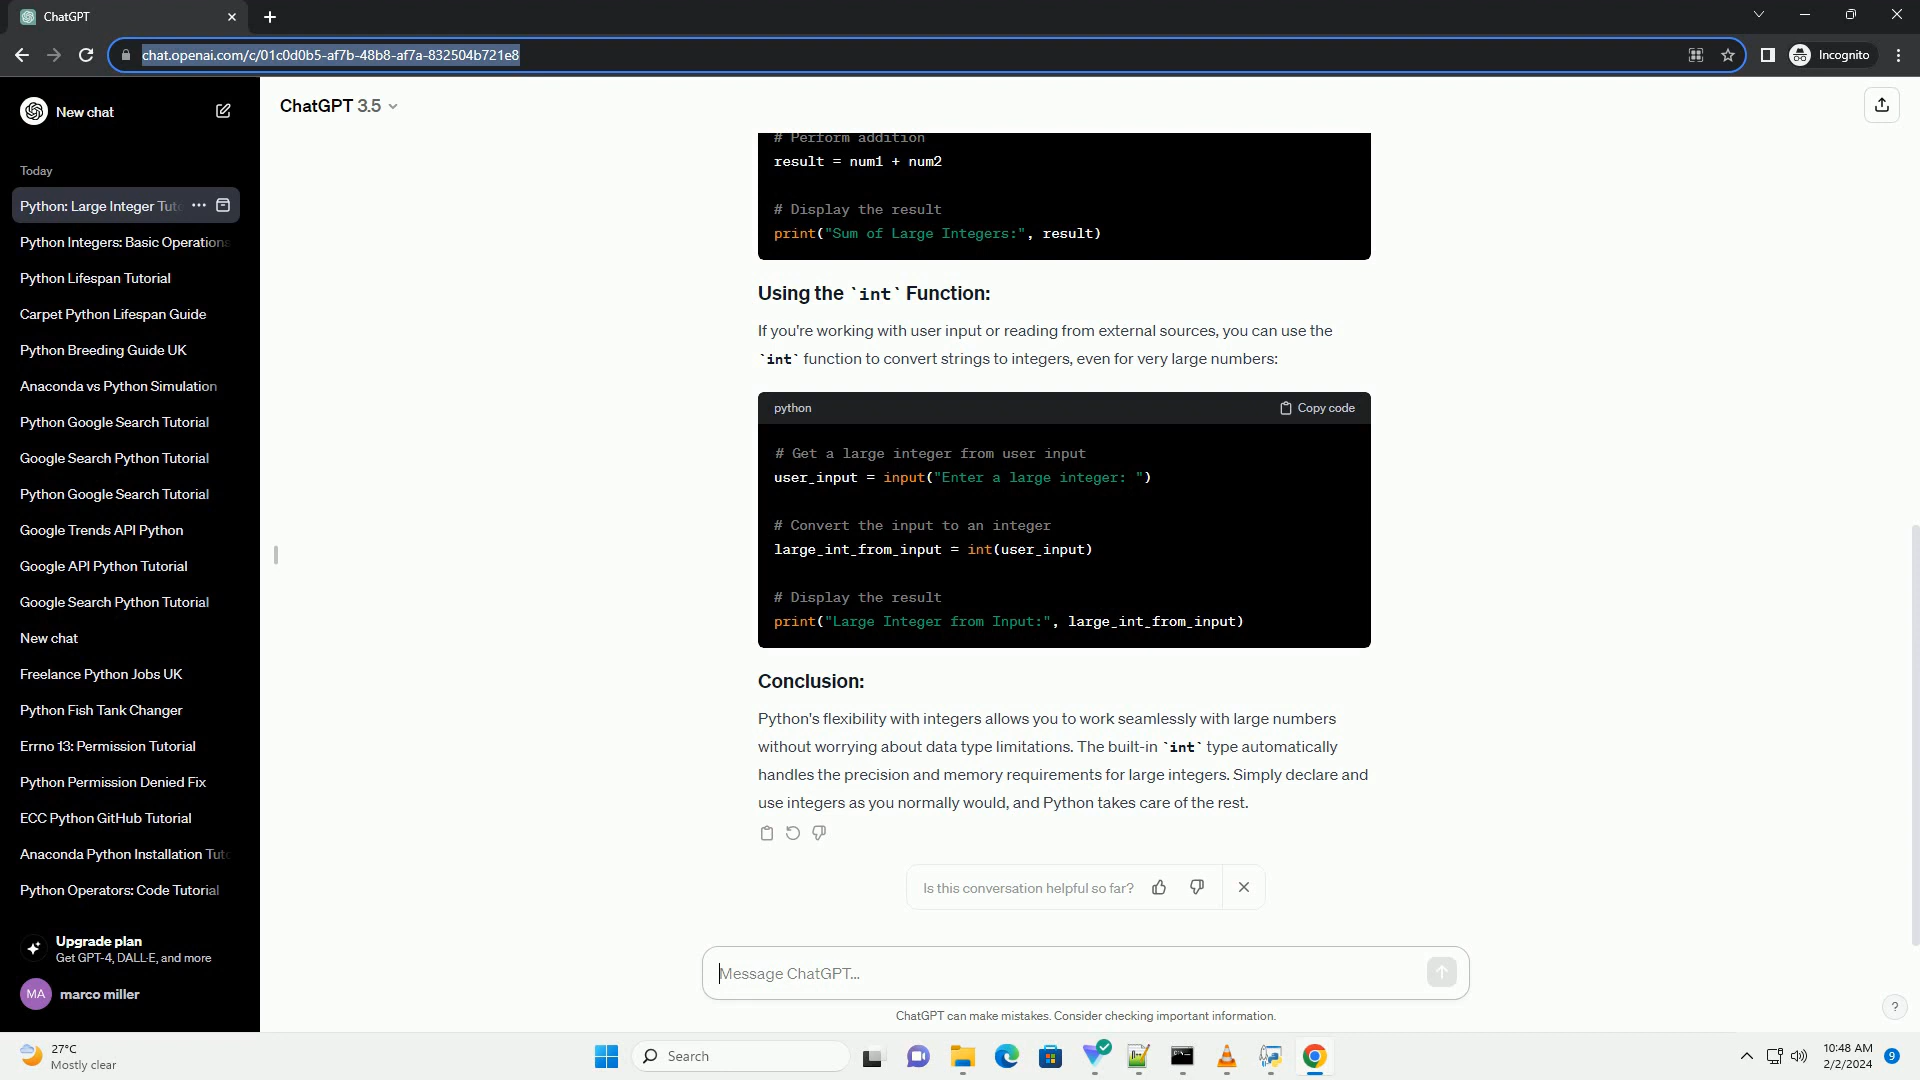 ChatGPT
chat.openai.com/c/01c0d0b5-af7b-48b8-af7a-832504b721e8
Incognito
New chat
ChatGPT 3.5
Today
Python: Large Integer Tuto
Python Integers: Basic Operations
Python Lifespan Tutorial
Carpet Python Lifespan Guide
Python Breeding Guide UK
Anaconda vs Python Simulation
Python Google Search Tutorial
Google Search Python Tutorial
Python Google Search Tutorial
Google Trends API Python
Google API Python Tutorial
Google Search Python Tutorial
New chat
Freelance Python Jobs UK
Python Fish Tank Changer
Errno 13: Permission Tutorial
Python Permission Denied Fix
ECC Python GitHub Tutorial
Anaconda Python Installation Tuto
Python Operators: Code Tutorial
Upgrade plan
Get GPT-4, DALL·E, and more
MA
marco miller
# Perform addition
result = num1 + num2
# Display the result
print("Sum of Large Integers:", result)
Using the `int` Function:
If you're working with user input or reading from external sources, you can use the
`int` function to convert strings to integers, even for very large numbers:
python
Copy code
# Get a large integer from user input
user_input = input("Enter a large integer: ")
# Convert the input to an integer
large_int_from_input = int(user_input)
# Display the result
print("Large Integer from Input:", large_int_from_input)
Conclusion:
Python's flexibility with integers allows you to work seamlessly with large numbers
without worrying about data type limitations. The built-in `int` type automatically
handles the precision and memory requirements for large integers. Simply declare and
use integers as you normally would, and Python takes care of the rest.
Is this conversation helpful so far?
Message ChatGPT...
ChatGPT can make mistakes. Consider checking important information.
?
27°C
Mostly clear
Search
10:48 AM
2/2/2024
9